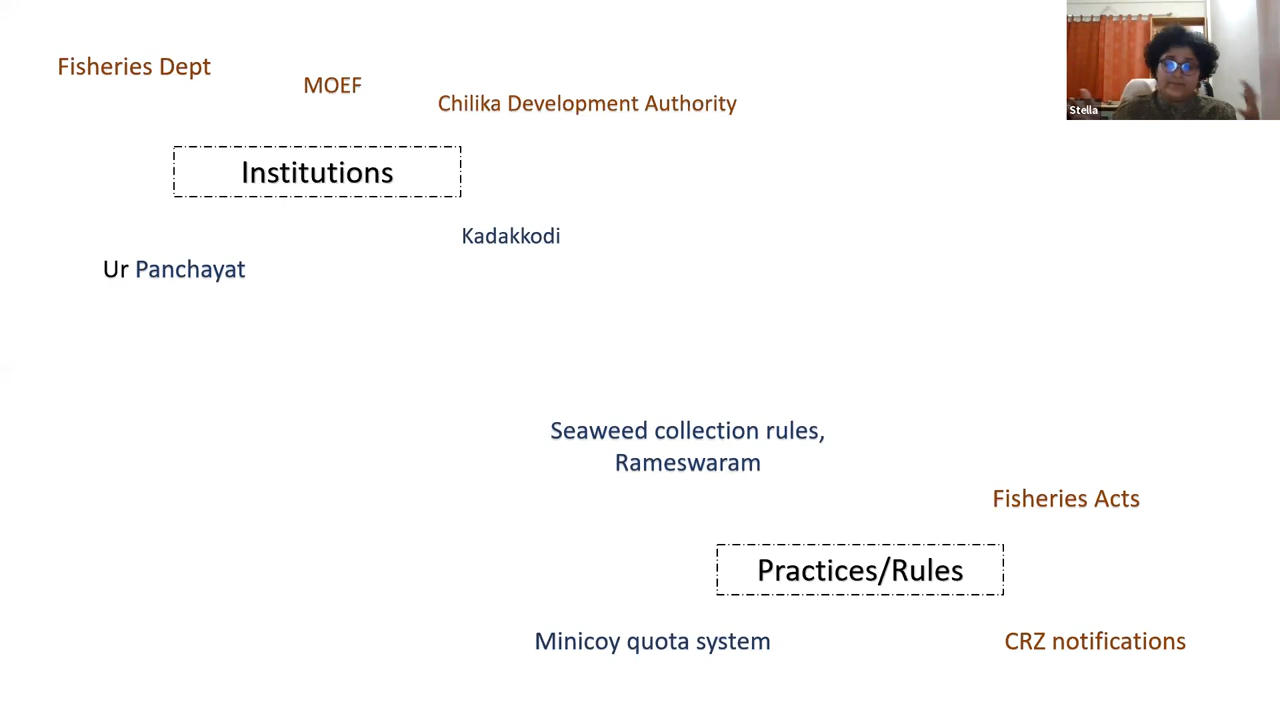 Fisheries Dept
MOEF
Chilika Development Authority
Stella
Institutions
Kadakkodi
Ur Panchayat
Seaweed collection rules,
Rameswaram
Fisheries Acts
Practices/Rules
Minicoy quota system
CRZ notifications